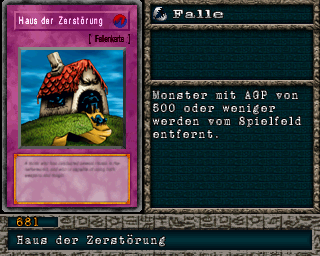 Haus der Zerstörung
[ Fallenkarte ]
Falle
Monster mit AGP von
500 oder weniger
werden vom Spielfeld
entfernt.
681
Haus der Zerstörung